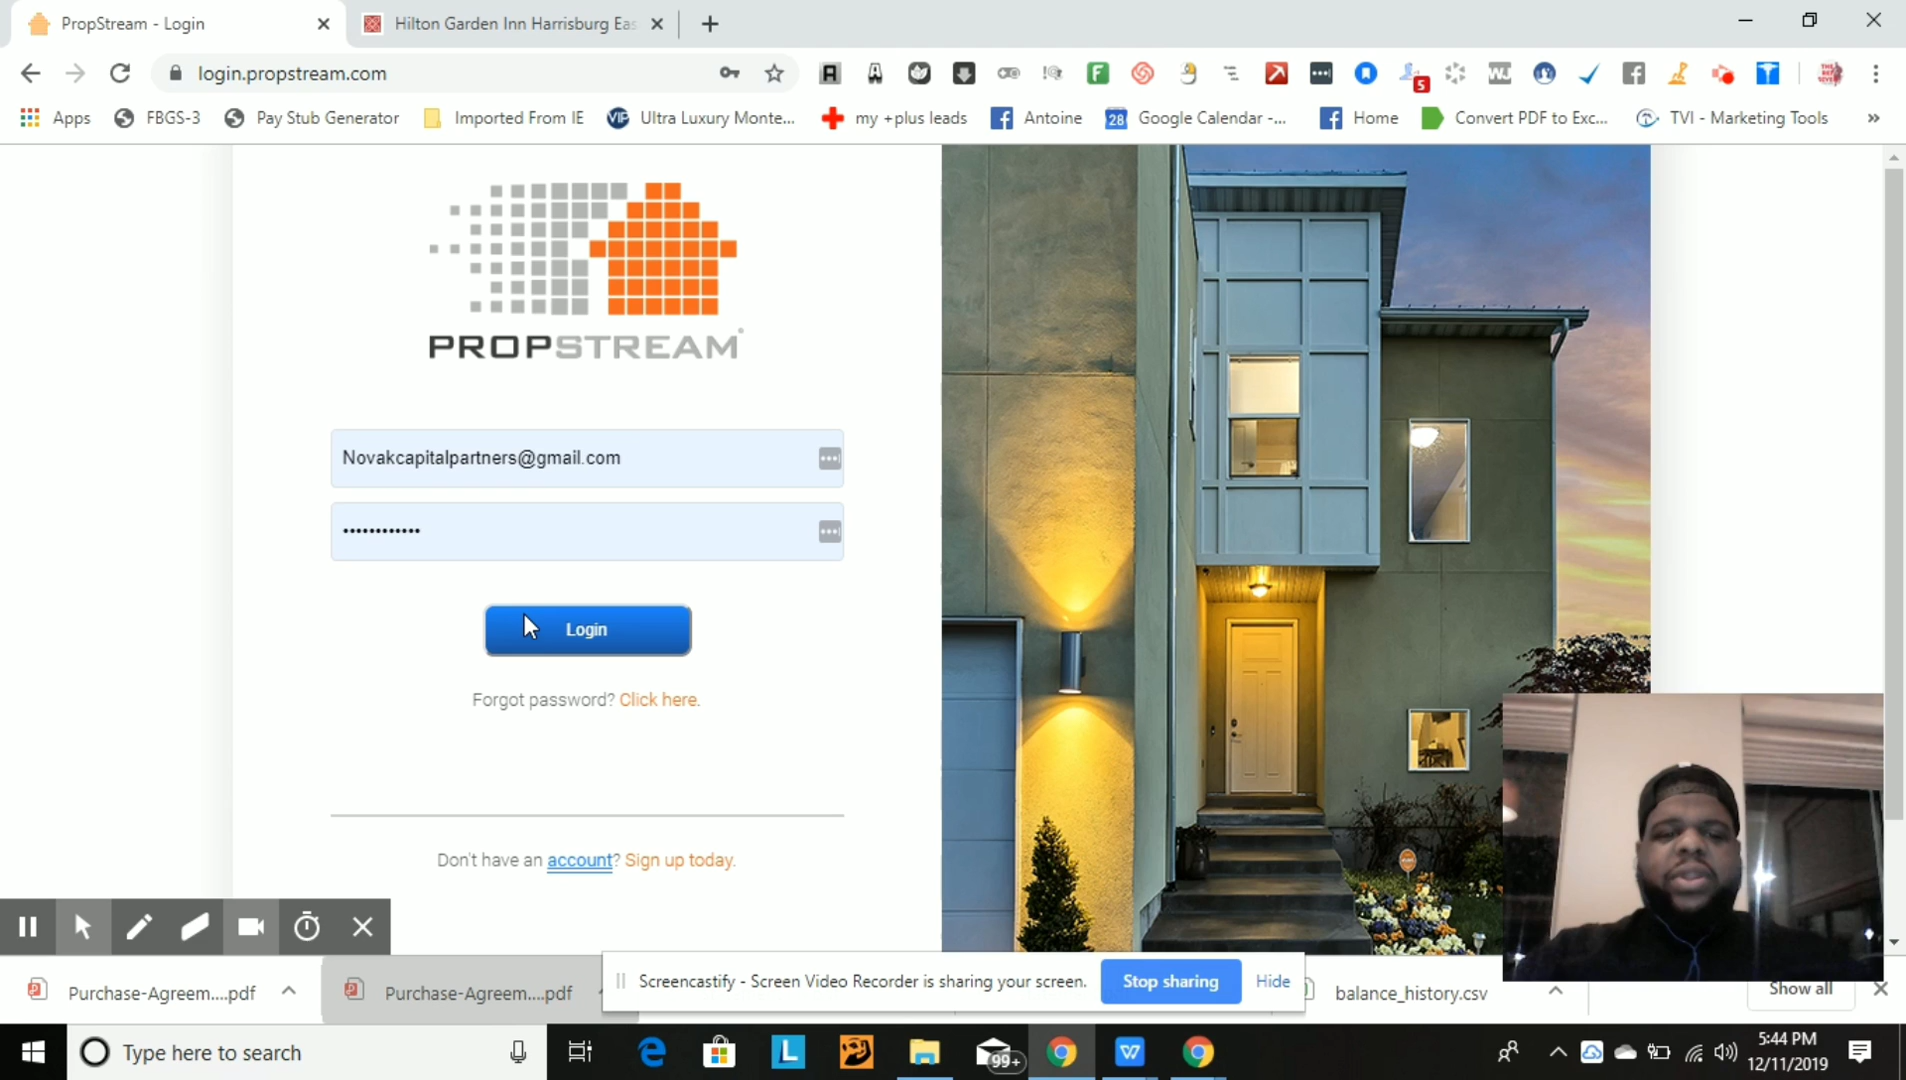 PropStream - Login
Hilton Garden Inn Harrisburg Eas
login.propstream.com
5
Apps
FBGS-3
Pay Stub Generator
Imported From IE
VIP
Ultra Luxury Monte...
my +plus leads
Antoine
28
Google Calendar -...
Home
Convert PDF to Exc...
TVI - Marketing Tools
»
PROPSTREAM
Novakcapitalpartners@gmail.com
••••••••••••
Login
Forgot password? Click here.
Don't have an account? Sign up today.
Purchase-Agreem....pdf
Purchase-Agreem....pdf
Screencastify - Screen Video Recorder is sharing your screen.
Stop sharing
Hide
balance_history.csv
Show all
Type here to search
99+
5:44 PM
12/11/2019